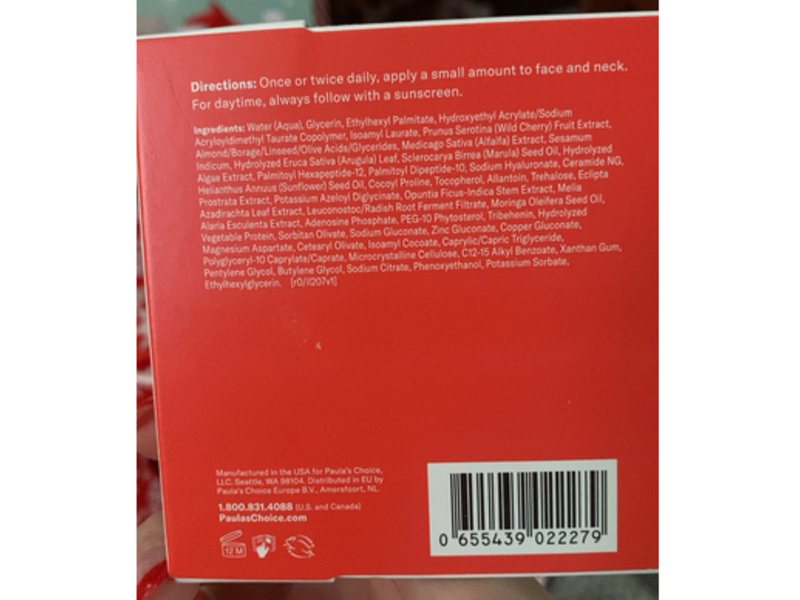 Directions: Once or twice daily, apply a small amount to face and neck.
For daytime, always follow with a sunscreen.
Ingredients: Water (Aqua), Glycerin, Ethylhexyl Palmitate, Hydroxyethyl Acrylate/Sodium
Acryloyldimethyl Taurate Copolymer, Isoamyl Laurate, Prunus Serotina (Wild Cherry) Fruit Extract,
Almond/Borage/Linseed/Olive Acids/Glycerides, Medicago Sativa (Alfalfa) Extract, Sesamum
Indicum, Hydrolyzed Eruca Sativa (Arugula) Leaf, Sclerocarya Birrea (Marula) Seed Oil, Hydrolyzed
Algae Extract, Palmitoyl Hexapeptide-12, Palmitoyl Dipeptide-10, Sodium Hyaluronate, Ceramide NG,
Helianthus Annuus (Sunflower) Seed Oil, Cocoyl Proline, Tocopherol, Allantoin, Trehalose, Eclipta
Prostrata Extract, Potassium Azeloyl Diglycinate, Opuntia Ficus-Indica Stem Extract, Melia
Azadirachta Leaf Extract, Leuconostoc/Radish Root Ferment Filtrate, Moringa Oleifera Seed Oil,
Alaria Esculenta Extract, Adenosine Phosphate, PEG-10 Phytosterol, Tribehenin, Hydrolyzed
Vegetable Protein, Sorbitan Olivate, Sodium Gluconate, Zinc Gluconate, Copper Gluconate,
Magnesium Aspartate, Cetearyl Olivate, Isoamyl Cocoate, Caprylic/Capric Triglyceride,
Polyglyceryl-10 Caprylate/Caprate, Microcrystalline Cellulose, C12-15 Alkyl Benzoate, Xanthan Gum,
Pentylene Glycol, Butylene Glycol, Sodium Citrate, Phenoxyethanol, Potassium Sorbate,
Ethylhexylglycerin. [r0/II207v1]
Manufactured in the USA for Paula's Choice,
LLC. Seattle, WA 98104. Distributed in EU by
Paula's Choice Europe B.V., Amersfoort, NL.
1.800.831.4088 (U.S. and Canada)
PaulasChoice.com
12 M
0 655439 022279